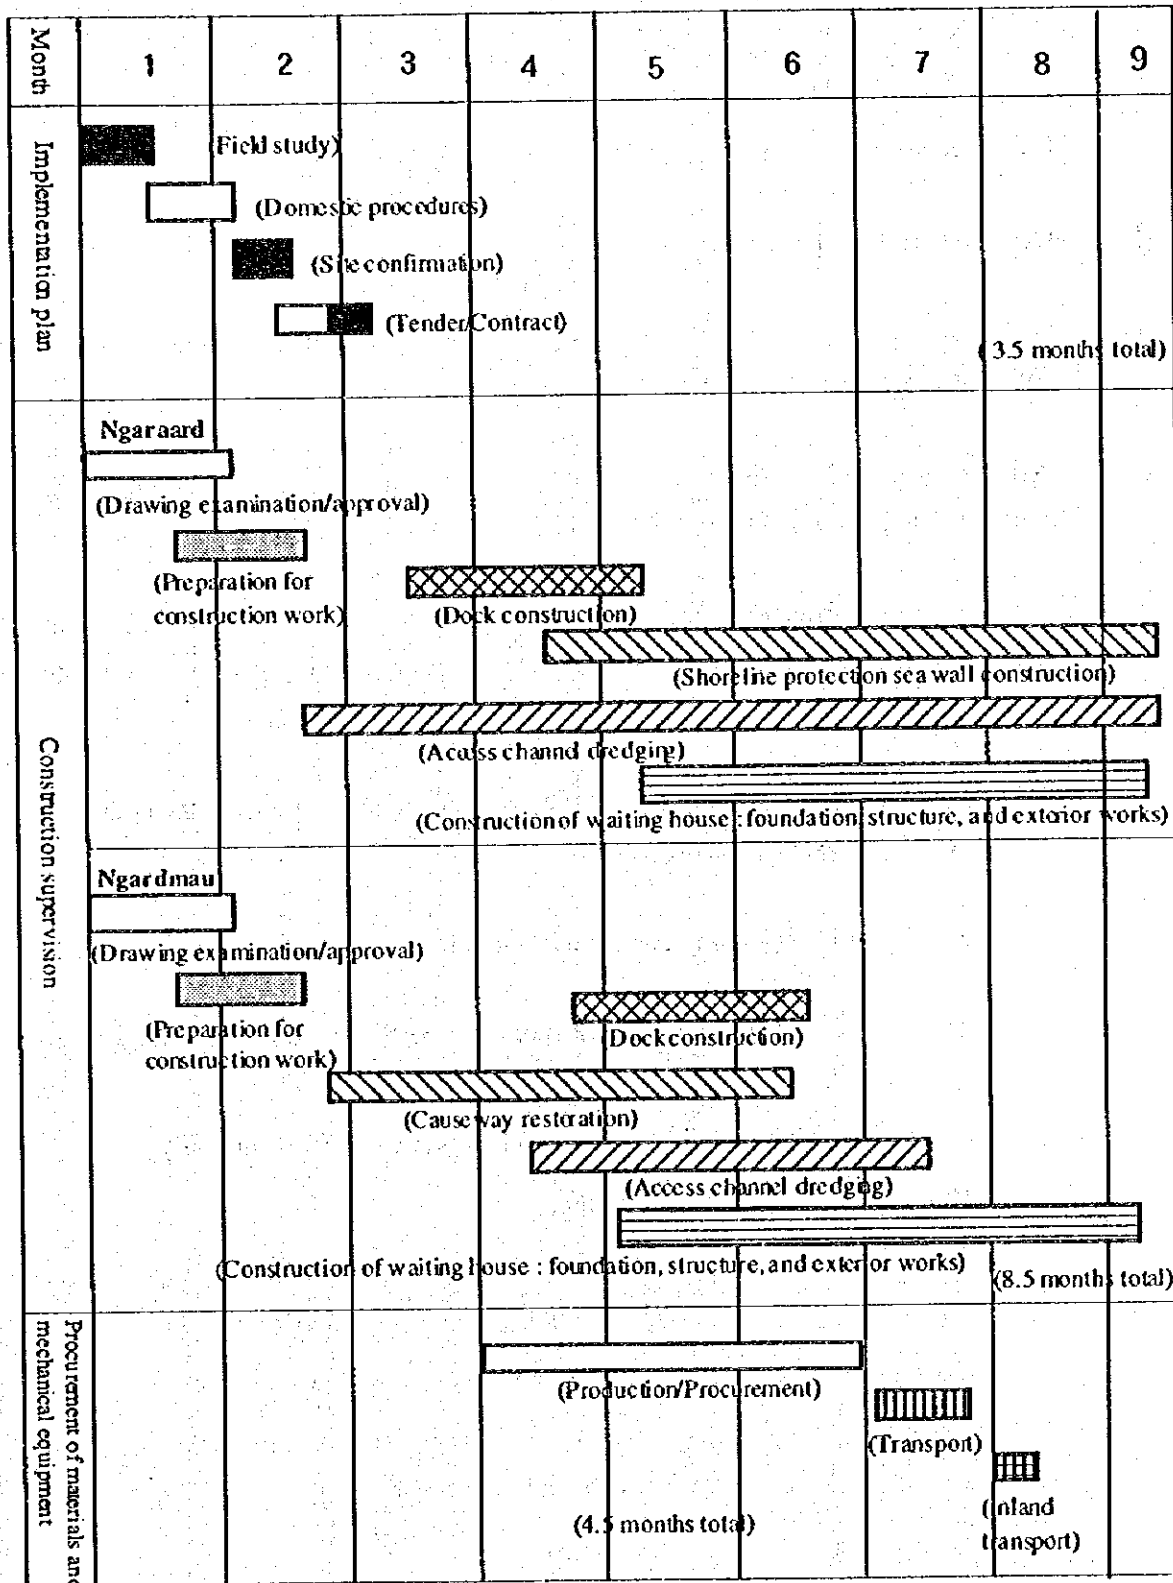 Month 1 2 3 4 5 6 7 8 9
Implementation plan
(Field study)
(Domestic procedures)
(Site confirmation)
(Tender/Contract)
(3.5 months total)
Construction supervision
Ngaraard
(Drawing examination/approval)
(Preparation for
construction work)
(Dock construction)
(Shoreline protection sea wall construction)
(Access channel dredging)
(Construction of waiting house : foundation, structure, and exterior works)
Ngardmau
(Drawing examination/approval)
(Preparation for
construction work)
(Dock construction)
(Causeway restoration)
(Access channel dredging)
(Construction of waiting house : foundation, structure, and exterior works)
(8.5 months total)
Procurement of materials and
mechanical equipment
(Production/Procurement)
(Transport)
(Inland
transport)
(4.5 months total)